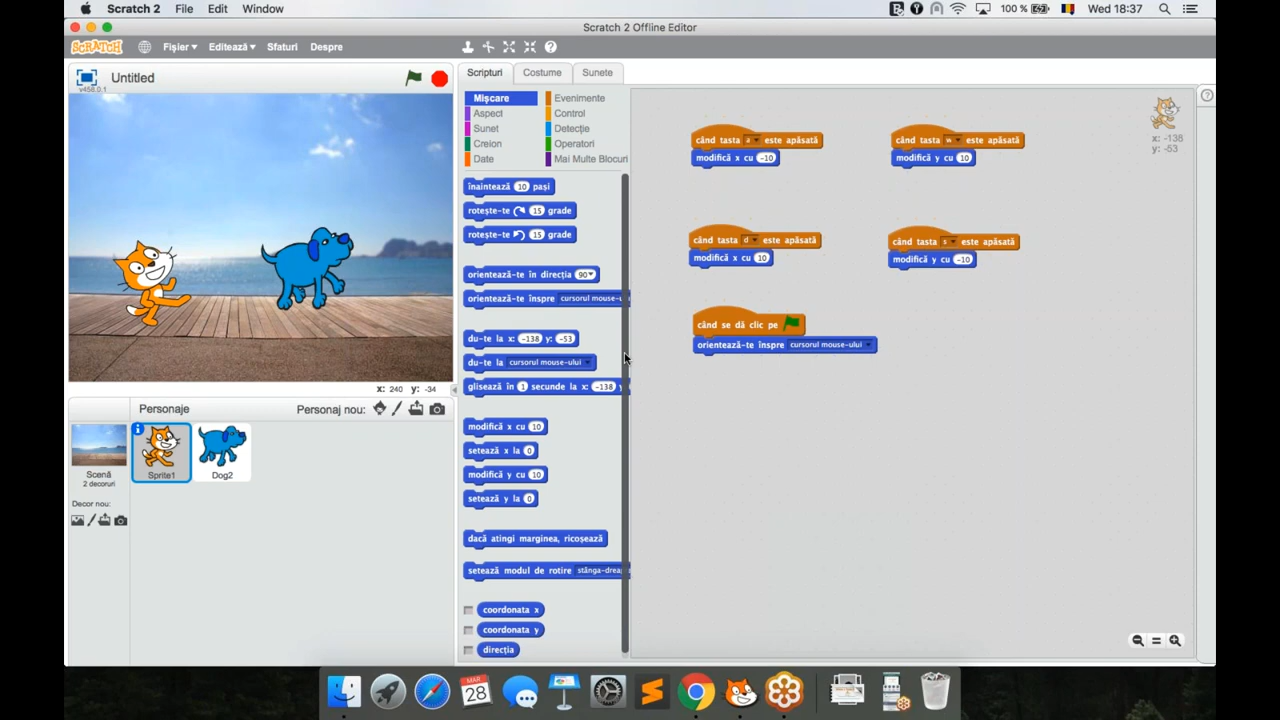 Scratch 2 File Edit Window 100 % Wed 18:37
Scratch 2 Offline Editor
SCRATCH Fișier Editează Sfaturi Despre
Untitled
v458.0.1
Scripturi Costume Sunete
Mișcare Evenimente
Aspect Control
Sunet Detecție
Creion Operatori
Date Mai Multe Blocuri
înaintează 10 pași
rotește-te 15 grade
rotește-te 15 grade
orientează-te în direcția 90
orientează-te înspre cursorul mouse-u
du-te la x: -138 y: -53
du-te la cursorul mouse-ului
glisează în 1 secunde la x: -138 y
modifică x cu 10
setează x la 0
modifică y cu 10
setează y la 0
dacă atingi marginea, ricoșează
setează modul de rotire stânga-dreap
coordonata x
coordonata y
direcția
când tasta a este apăsată
modifică x cu -10
când tasta w este apăsată
modifică y cu 10
când tasta d este apăsată
modifică x cu 10
când tasta s este apăsată
modifică y cu -10
când se dă clic pe
orientează-te înspre cursorul mouse-ului
x: -138
y: -53
x: 240 y: -34
Personaje Personaj nou:
Scenă
2 decoruri
Sprite1 Dog2
Decor nou:
MAR
28